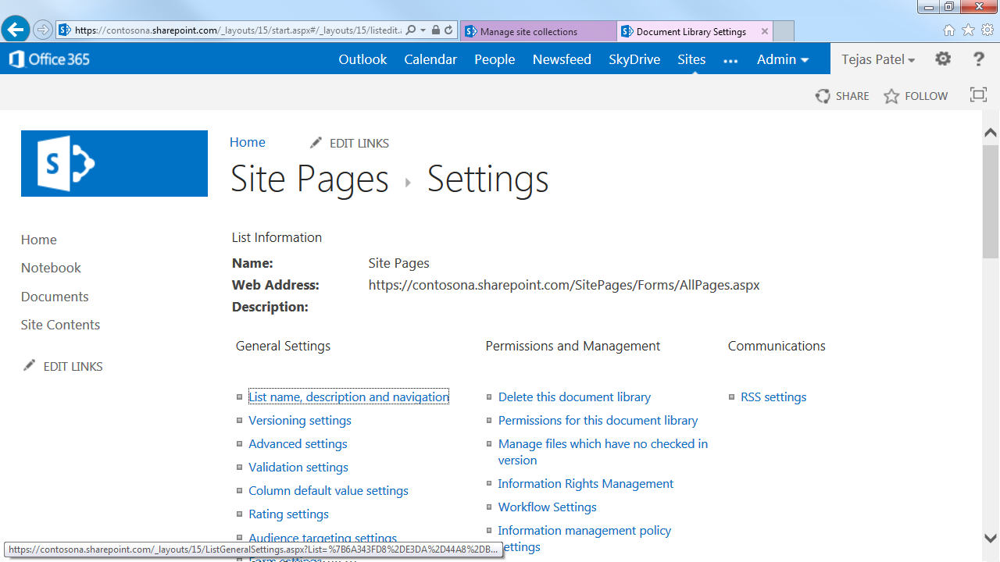 https://contosona.sharepoint.com/_layouts/15/start.aspx#/_layouts/15/listedit.
Manage site collections
Document Library Settings
Office 365
Outlook Calendar People Newsfeed SkyDrive Sites ... Admin
Tejas Patel
?
SHARE FOLLOW
S
Home EDIT LINKS
Site Pages Settings
Home
Notebook
Documents
Site Contents
EDIT LINKS
List Information
Name: Site Pages
Web Address: https://contosona.sharepoint.com/SitePages/Forms/AllPages.aspx
Description:
General Settings
List name, description and navigation
Versioning settings
Advanced settings
Validation settings
Column default value settings
Rating settings
Audience targeting settings
Permissions and Management
Delete this document library
Permissions for this document library
Manage files which have no checked in
version
Information Rights Management
Workflow Settings
Information management policy
settings
Communications
RSS settings
https://contosona.sharepoint.com/_layouts/15/ListGeneralSettings.aspx?List=%7B6A343FD8%2DE3DA%2D44A8%2DB...